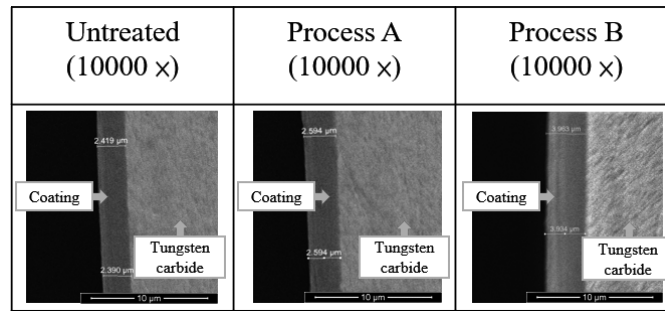 Untreated
(10000 ×)
Process A
(10000 ×)
Process B
(10000 ×)
2.419 μm
Coating
Tungsten
carbide
2.390 μm
10 μm
2.594 μm
Coating
Tungsten
carbide
2.594 μm
10 μm
3.963 μm
Coating
3.934 μm
Tungsten
carbide
10 μm